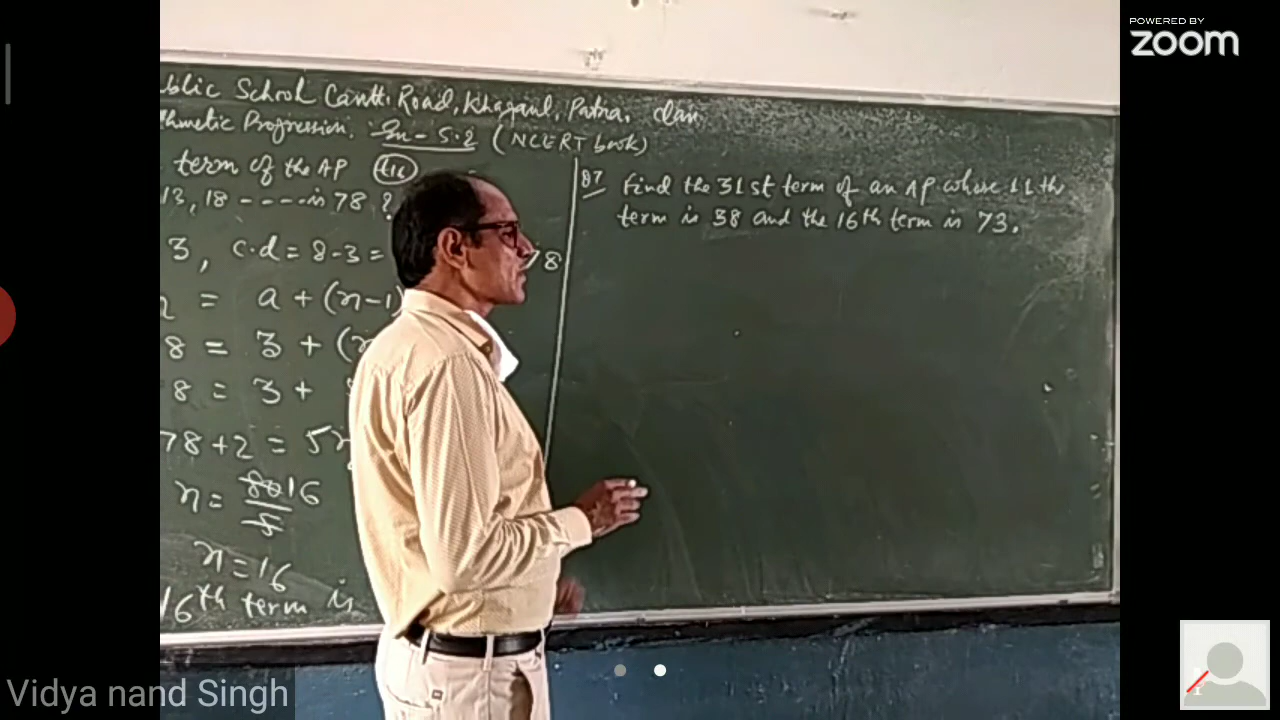 POWERED BY
zoom
blic School Cantt. Road, Khagaul, Patna. Class
thmetic Progression. Ex - 5.2 (NCERT book)
term of the AP
13, 18 ---- is 78 ?
3, c.d = 8-3 =
78
= a + (n-1)
8 = 3 + (n
8 = 3 +
78+2 = 5n
n = 80 16
5
n = 16
16th term is
Q7 Find the 31st term of an AP whose 11th
term is 38 and the 16th term is 73.
Vidya nand Singh